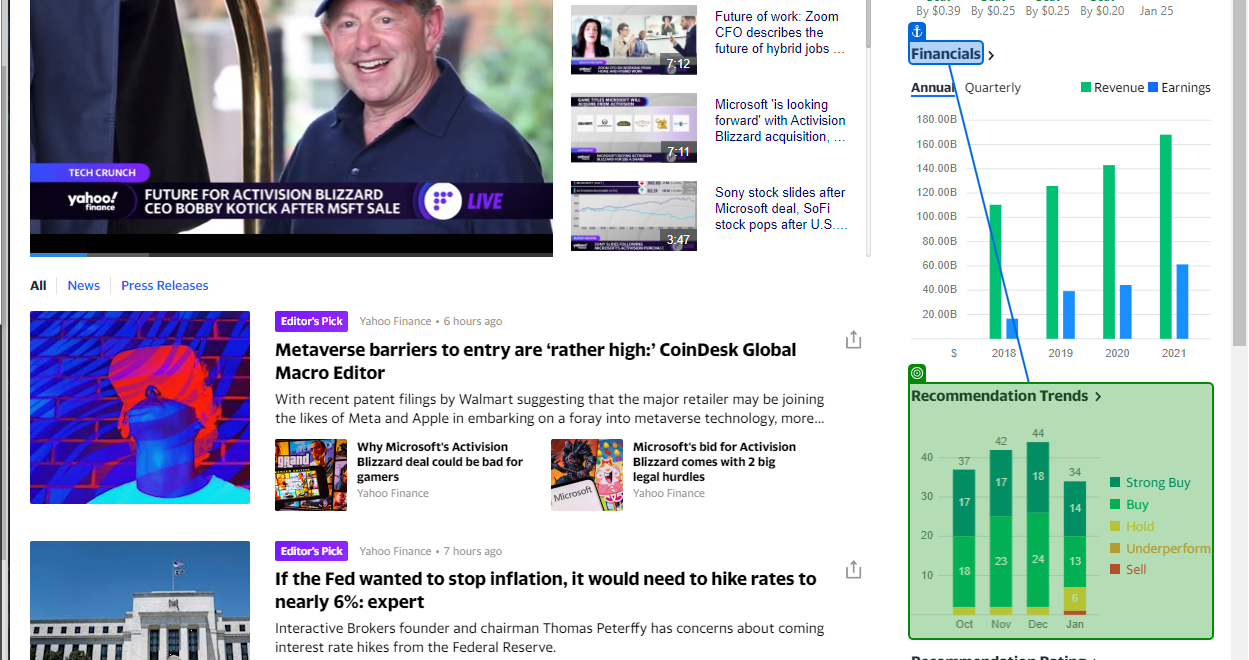 TECH CRUNCH
yahoo!
finance
FUTURE FOR ACTIVISION BLIZZARD
CEO BOBBY KOTICK AFTER MSFT SALE
LIVE
7:12
Future of work: Zoom
CFO describes the
future of hybrid jobs ...
GAME TITLES MICROSOFT WILL
ACQUIRE FROM ACTIVISION
7:11
Microsoft 'is looking
forward' with Activision
Blizzard acquisition, ...
3:47
Sony stock slides after
Microsoft deal, SoFi
stock pops after U.S....
All
News
Press Releases
Editor's Pick
Yahoo Finance • 6 hours ago
Metaverse barriers to entry are ‘rather high:’ CoinDesk Global
Macro Editor
With recent patent filings by Walmart suggesting that the major retailer may be joining
the likes of Meta and Apple in embarking on a foray into metaverse technology, more...
Why Microsoft's Activision
Blizzard deal could be bad for
gamers
Yahoo Finance
Microsoft
Microsoft's bid for Activision
Blizzard comes with 2 big
legal hurdles
Yahoo Finance
Editor's Pick
Yahoo Finance • 7 hours ago
If the Fed wanted to stop inflation, it would need to hike rates to
nearly 6%: expert
Interactive Brokers founder and chairman Thomas Peterffy has concerns about coming
interest rate hikes from the Federal Reserve.
By $0.39 By $0.25 By $0.25 By $0.20 Jan 25
Financials
Annual Quarterly
Revenue Earnings
180.00B
160.00B
140.00B
120.00B
100.00B
80.00B
60.00B
40.00B
20.00B
$ 2018 2019 2020 2021
Recommendation Trends
37 42 44 34
40
30
20
10
17 17 18 14
18 23 24 13
6
Oct Nov Dec Jan
Strong Buy
Buy
Hold
Underperform
Sell